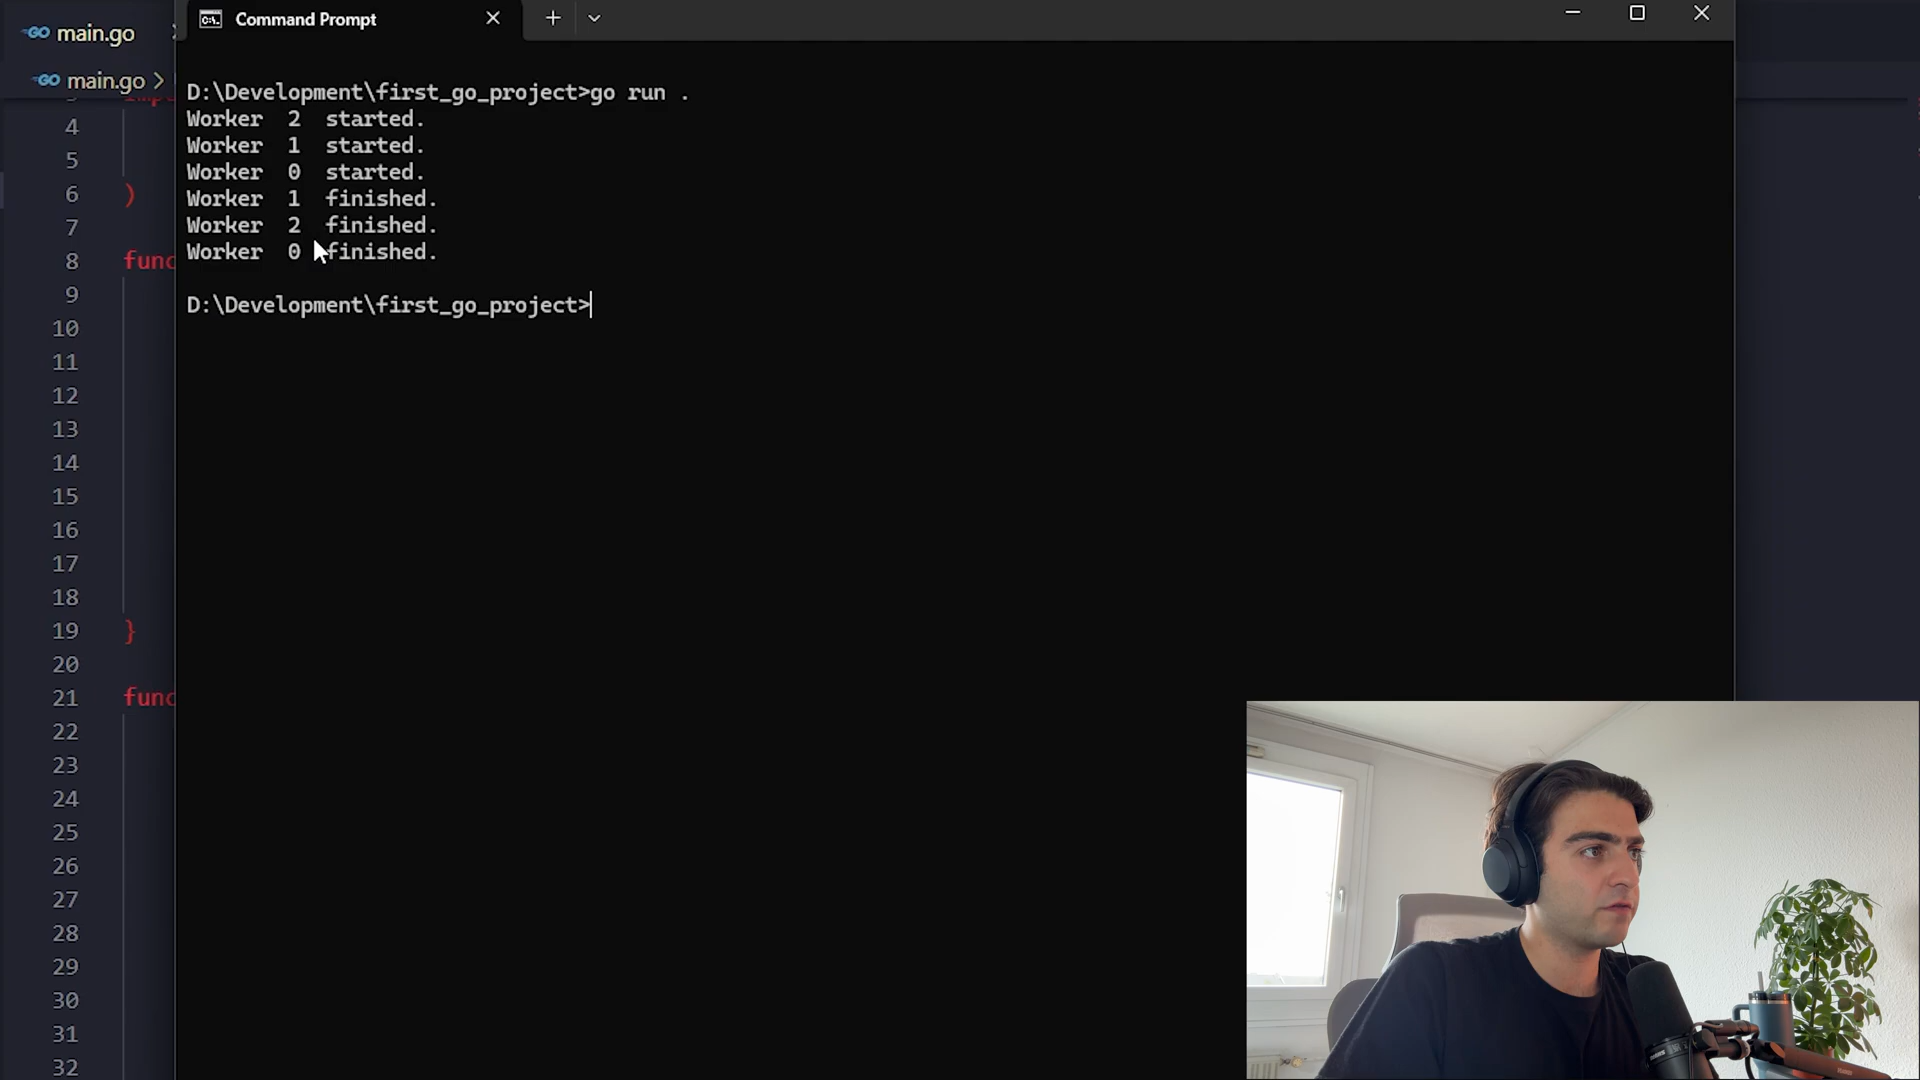 main.go
Command Prompt
main.go >
D:\Development\first_go_project>go run .
Worker  2  started.
Worker  1  started.
Worker  0  started.
Worker  1  finished.
Worker  2  finished.
Worker  0  finished.
D:\Development\first_go_project>
4
5
6 )
7
8 func
9
10
11
12
13
14
15
16
17
18
19 }
20
21 func
22
23
24
25
26
27
28
29
30
31
32